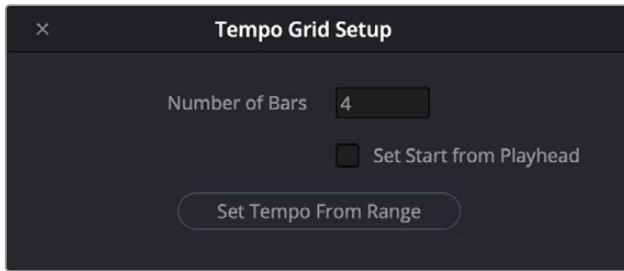 Tempo Grid Setup
Number of Bars 4
Set Start from Playhead
Set Tempo From Range